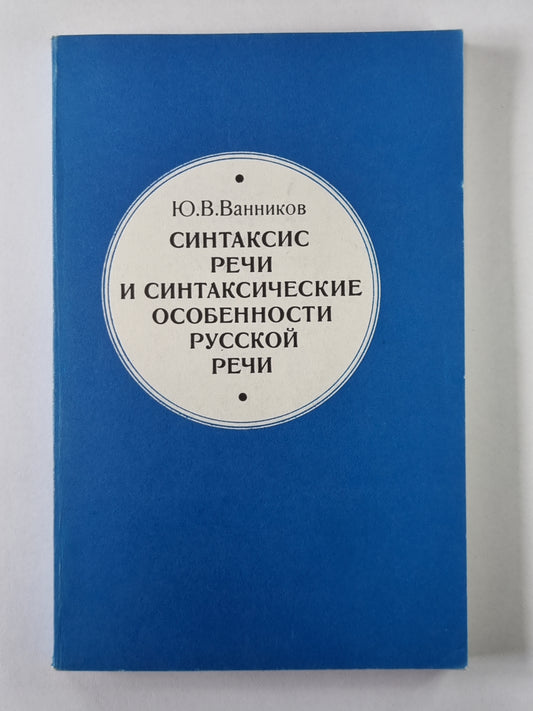 Ю.В.Ванников
СИНТАКСИС
РЕЧИ
И СИНТАКСИЧЕСКИЕ
ОСОБЕННОСТИ
РУССКОЙ
РЕЧИ